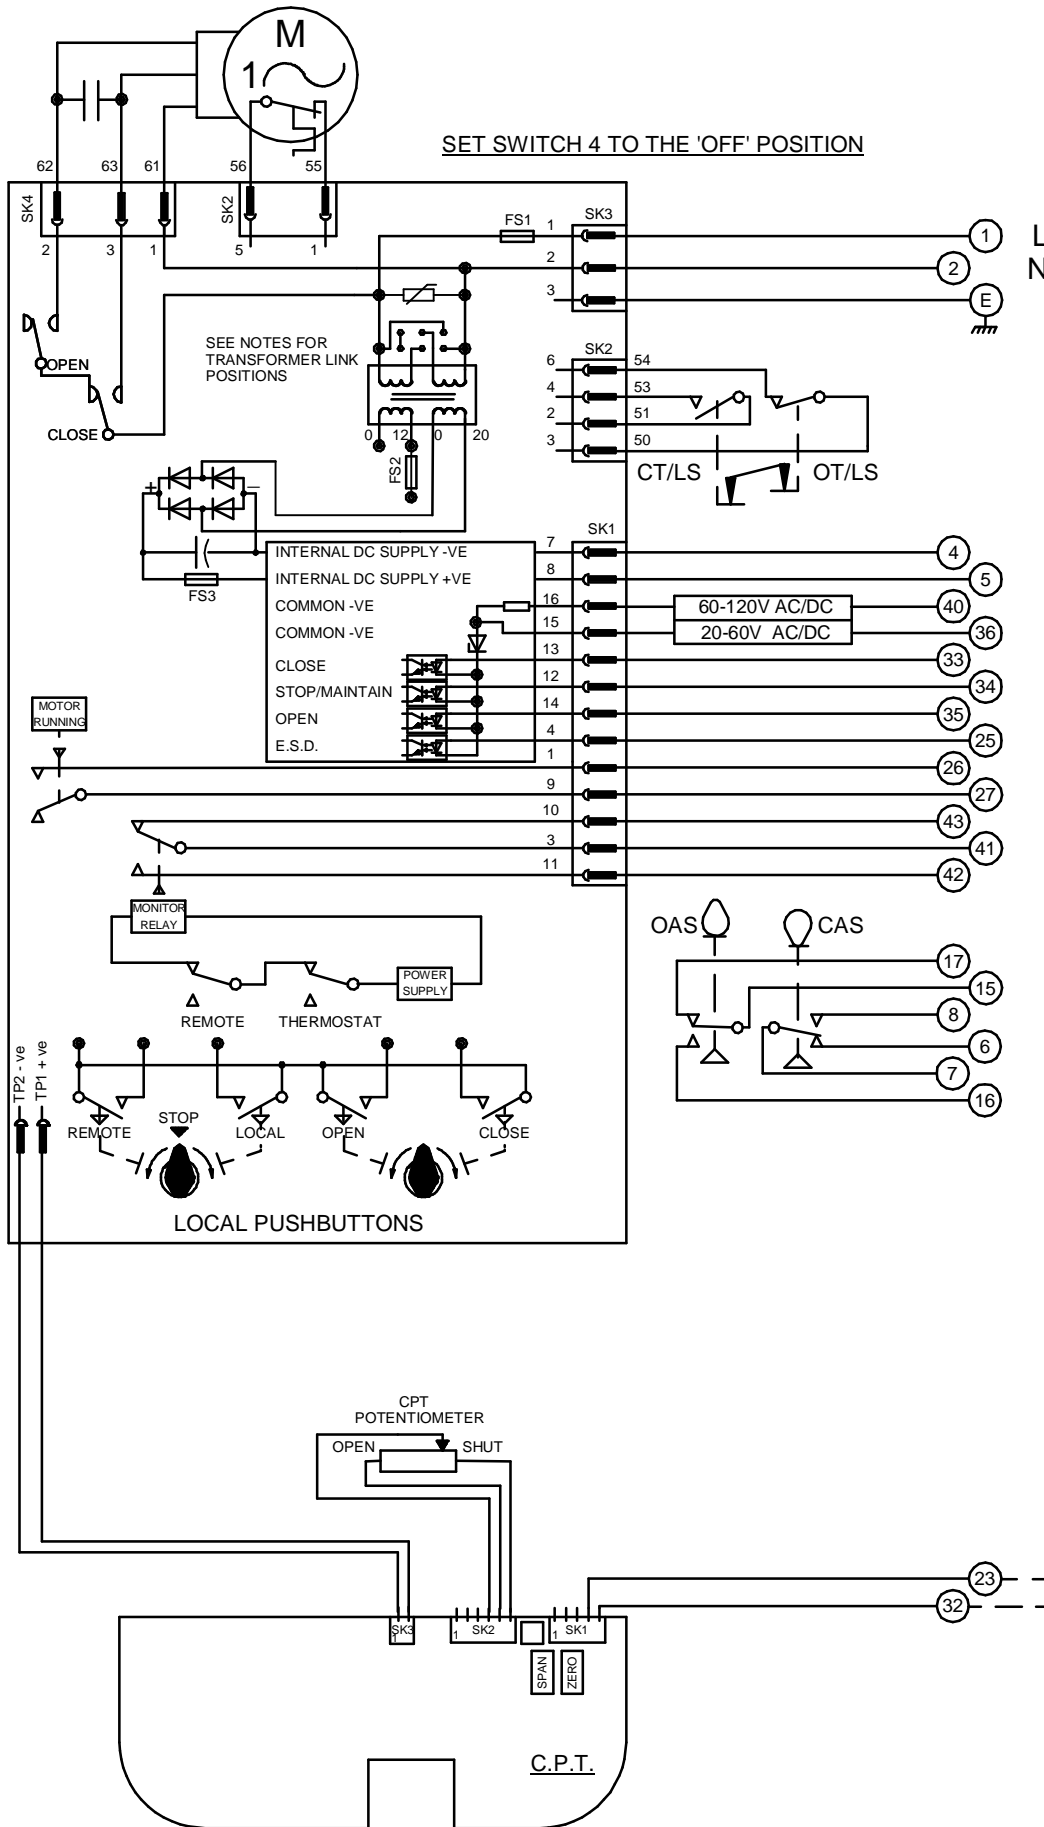 M
1
SET SWITCH 4 TO THE 'OFF' POSITION
62 63 61 56 55
SK4
SK2
2 3 1 5 1
FS1
SK3
1
2
3
1
2
E
L
N
OPEN
CLOSE
SEE NOTES FOR
TRANSFORMER LINK
POSITIONS
0 12 0 20
FS2
SK2
6 54
4 53
2 51
3 50
CT/LS
OT/LS
+
–
FS3
SK1
INTERNAL DC SUPPLY -VE 7 4
INTERNAL DC SUPPLY +VE 8 5
COMMON -VE 16 60-120V AC/DC 40
COMMON -VE 15 20-60V AC/DC 36
CLOSE 13 33
STOP/MAINTAIN 12 34
OPEN 14 35
E.S.D. 4 25
1 26
9 27
10 43
3 41
11 42
MOTOR
RUNNING
MONITOR
RELAY
POWER
SUPPLY
REMOTE
THERMOSTAT
OAS
CAS
17
15
8
6
7
16
TP2 - ve
TP1 + ve
REMOTE
STOP
LOCAL
OPEN
CLOSE
LOCAL PUSHBUTTONS
CPT
POTENTIOMETER
OPEN
SHUT
23
32
SK3
1
SK2
1
SK1
1
SPAN
ZERO
C.P.T.